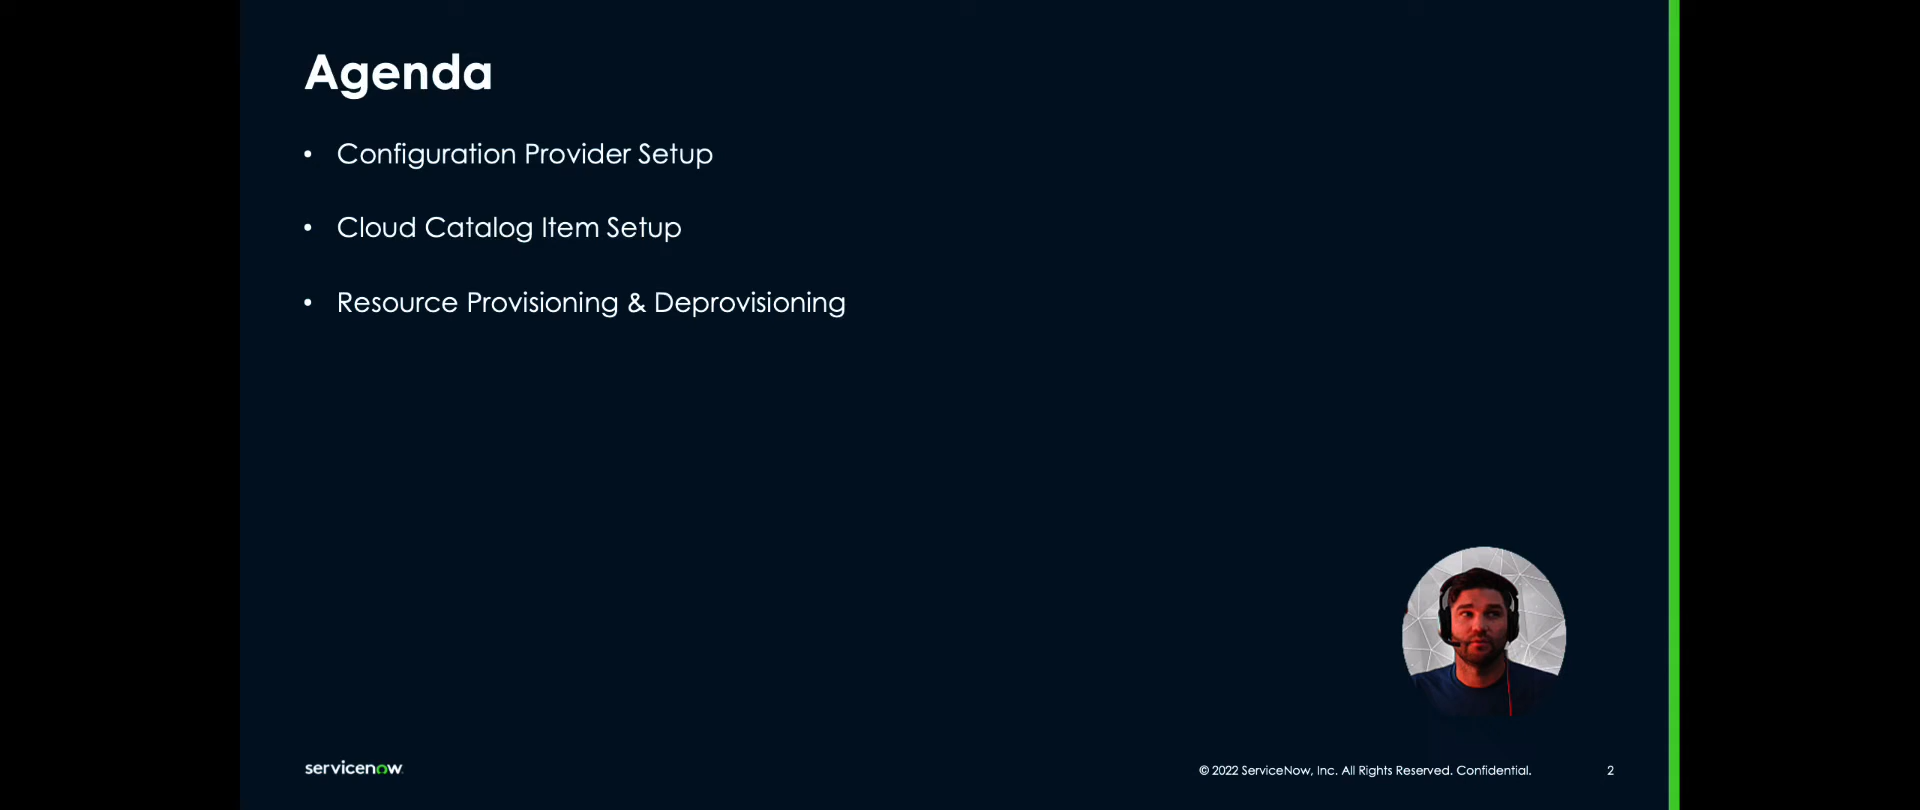 Agenda
• Configuration Provider Setup
• Cloud Catalog Item Setup
• Resource Provisioning & Deprovisioning
servicenow
© 2022 ServiceNow, Inc. All Rights Reserved. Confidential.
2